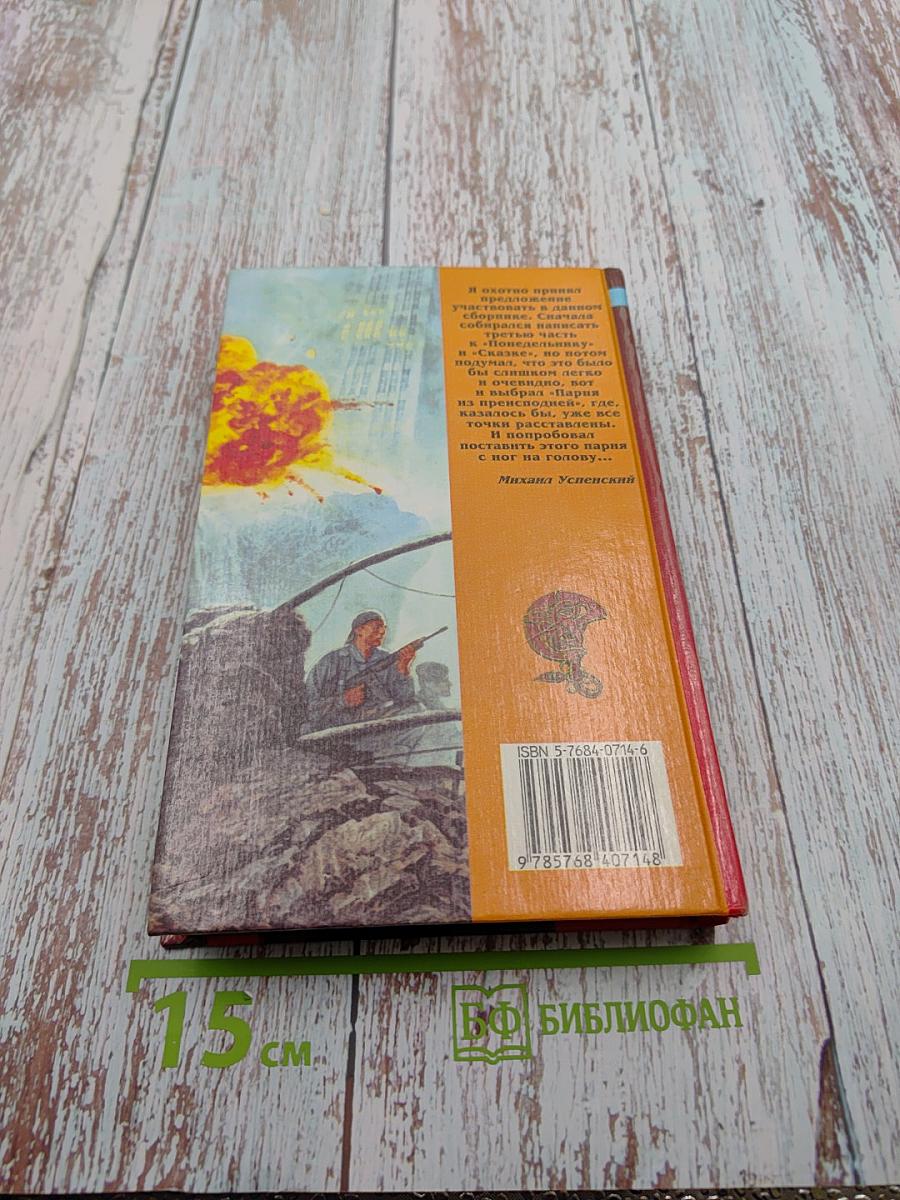 Я охотно принял
предложение
участвовать в данном
сборнике. Сначала
собирался написать
третью часть
к «Понедельнику»
и «Сказке», но потом
подумал, что это было
бы слишком легко
и очевидно, вот
и выбрал «Парня
из преисподней», где,
казалось бы, уже все
точки расставлены.
И попробовал
поставить этого парня
с ног на голову...
Михаил Успенский
ISBN 5-7684-0714-6
9 785768 407148
15 см
БФ БИБЛИОФАН